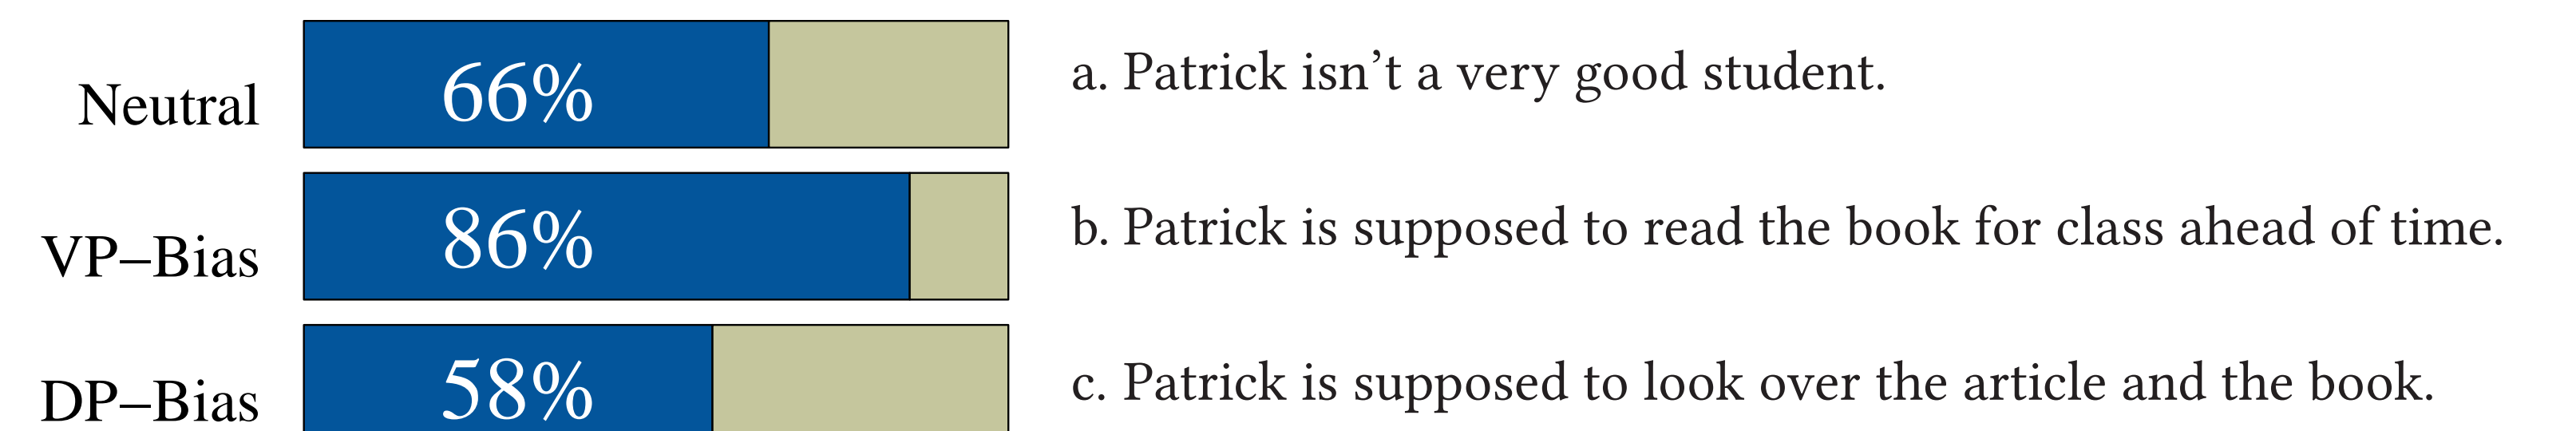 Neutral 66% a. Patrick isn’t a very good student.
VP–Bias 86% b. Patrick is supposed to read the book for class ahead of time.
DP–Bias 58% c. Patrick is supposed to look over the article and the book.